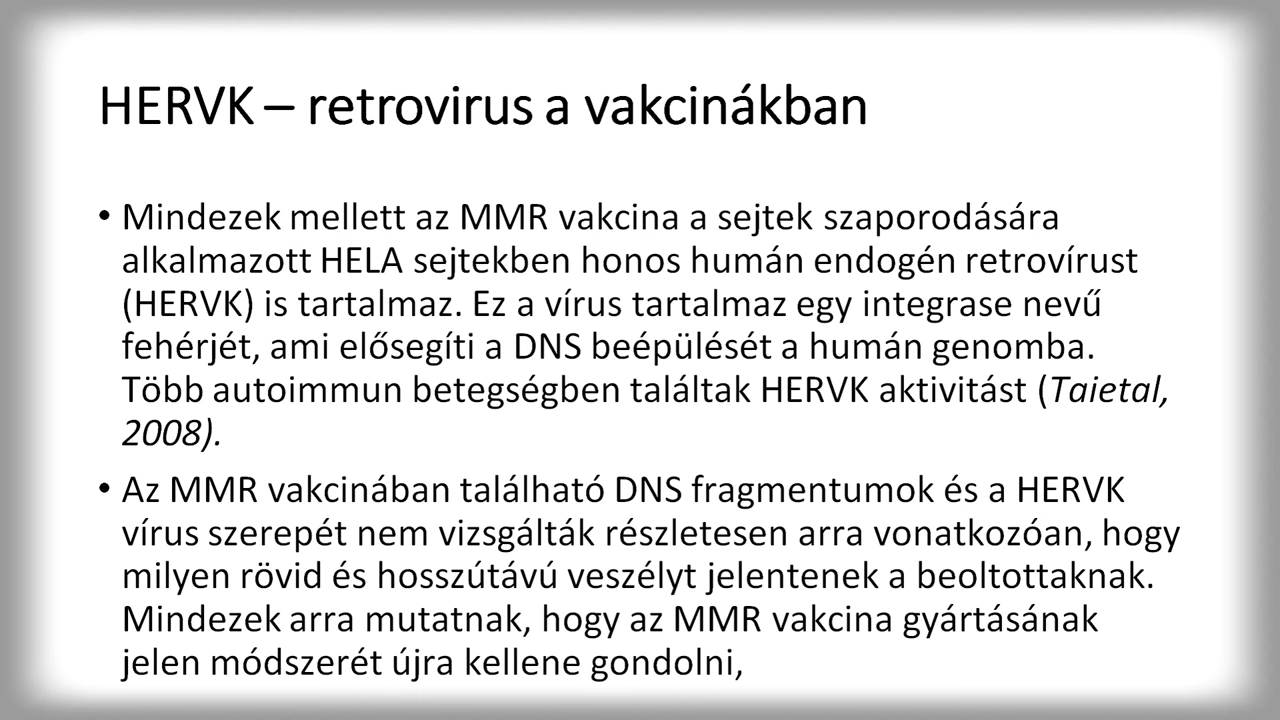 HERVK – retrovirus a vakcinákban
• Mindezek mellett az MMR vakcina a sejtek szaporodására
alkalmazott HELA sejtekben honos humán endogén retrovírust
(HERVK) is tartalmaz. Ez a vírus tartalmaz egy integrase nevű
fehérjét, ami elősegíti a DNS beépülését a humán genomba.
Több autoimmun betegségben találtak HERVK aktivitást (Taietal,
2008).
• Az MMR vakcinában található DNS fragmentumok és a HERVK
vírus szerepét nem vizsgálták részletesen arra vonatkozóan, hogy
milyen rövid és hosszútávú veszélyt jelentenek a beoltottaknak.
Mindezek arra mutatnak, hogy az MMR vakcina gyártásának
jelen módszerét újra kellene gondolni,